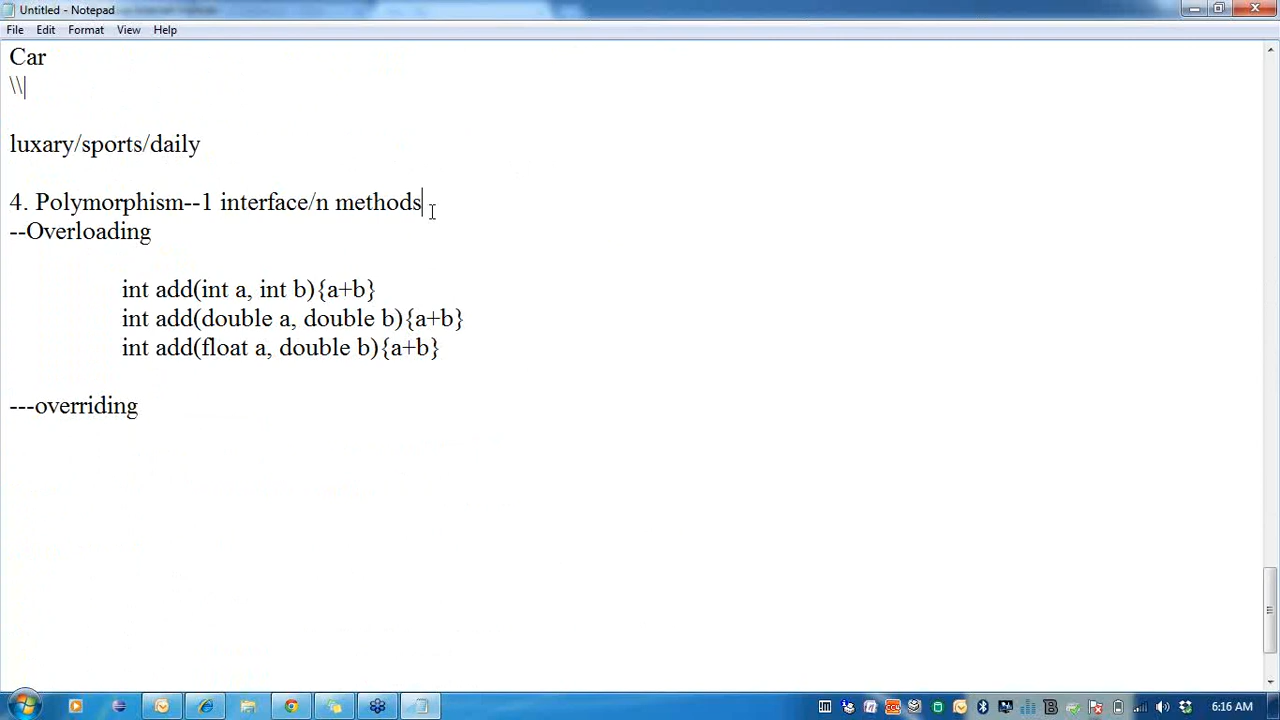 Untitled - Notepad
File Edit Format View Help
Car
\\|
luxary/sports/daily
4. Polymorphism--1 interface/n methods
--Overloading
int add(int a, int b){a+b}
int add(double a, double b){a+b}
int add(float a, double b){a+b}
---overriding
6:16 AM